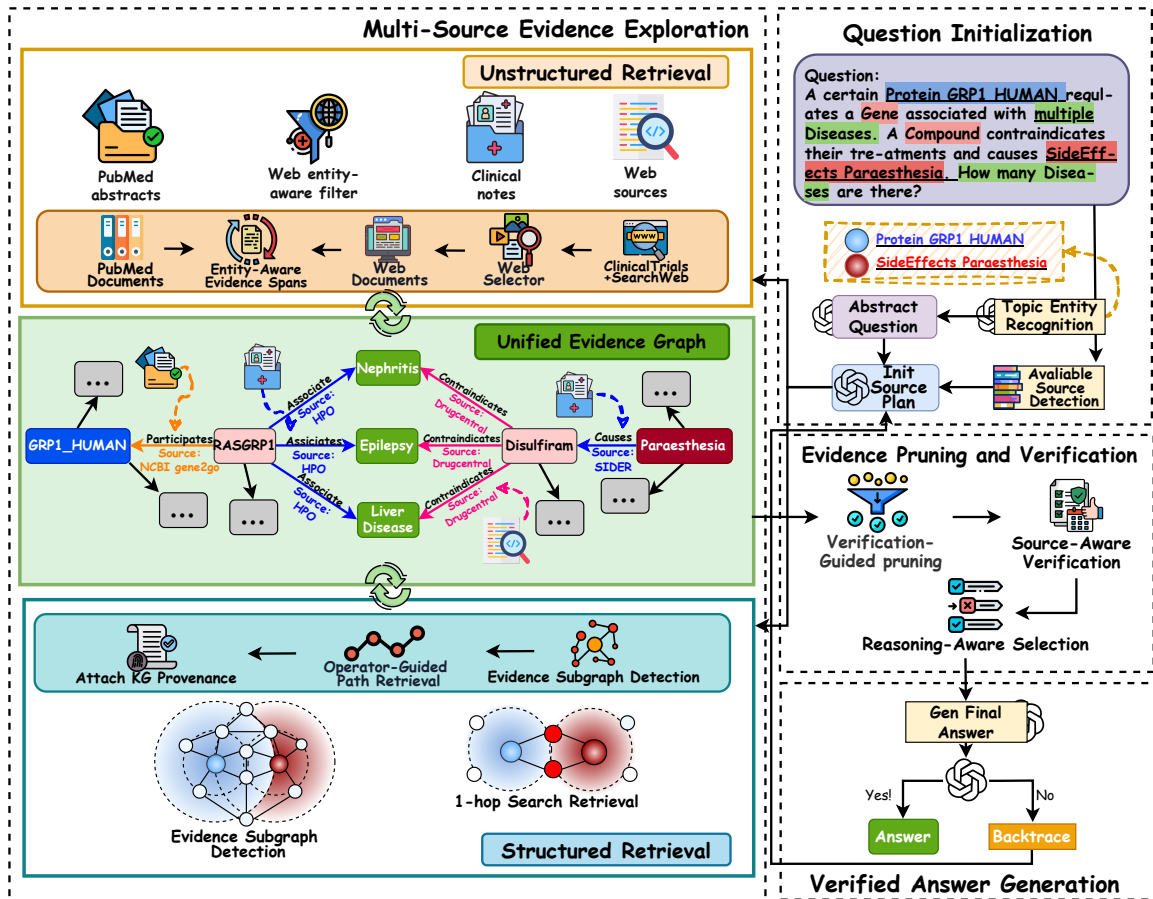 Multi-Source Evidence Exploration
Unstructured Retrieval
PubMed
abstracts
Web entity-
aware filter
Clinical
notes
Web
sources
PubMed
Documents
Entity-Aware
Evidence Spans
Web
Documents
Web
Selector
ClinicalTrials
+SearchWeb
Unified Evidence Graph
...
...
...
...
...
...
GRP1_HUMAN
Participates
Source:
NCBI gene2go
RASGRP1
Associate
Source:
HPO
Assiciates
Source:
HPO
Associate
Source:
HPO
Nephritis
Epilepsy
Liver
Disease
Contraindicates
Source:
Drugcentral
Contraindicates
Source:
Drugcentral
Contraindicates
Source:
Drugcentral
Disulfiram
Causes
Source:
SIDER
Paraesthesia
Attach KG Provenance
Operator-Guided
Path Retrieval
Evidence Subgraph Detection
Evidence Subgraph
Detection
1-hop Search Retrieval
Structured Retrieval
Question Initialization
Question:
A certain Protein GRP1 HUMAN regul-
ates a Gene associated with multiple
Diseases. A Compound contraindicates
their tre-atments and causes SideEff-
ects Paraesthesia. How many Disea-
ses are there?
Protein GRP1 HUMAN
SideEffects Paraesthesia
Abstract
Question
Topic Entity
Recognition
Init
Source
Plan
Avaliable
Source
Detection
Evidence Pruning and Verification
Verification-
Guided pruning
Source-Aware
Verification
Reasoning-Aware Selection
Gen Final
Answer
Yes!
No
Answer
Backtrace
Verified Answer Generation